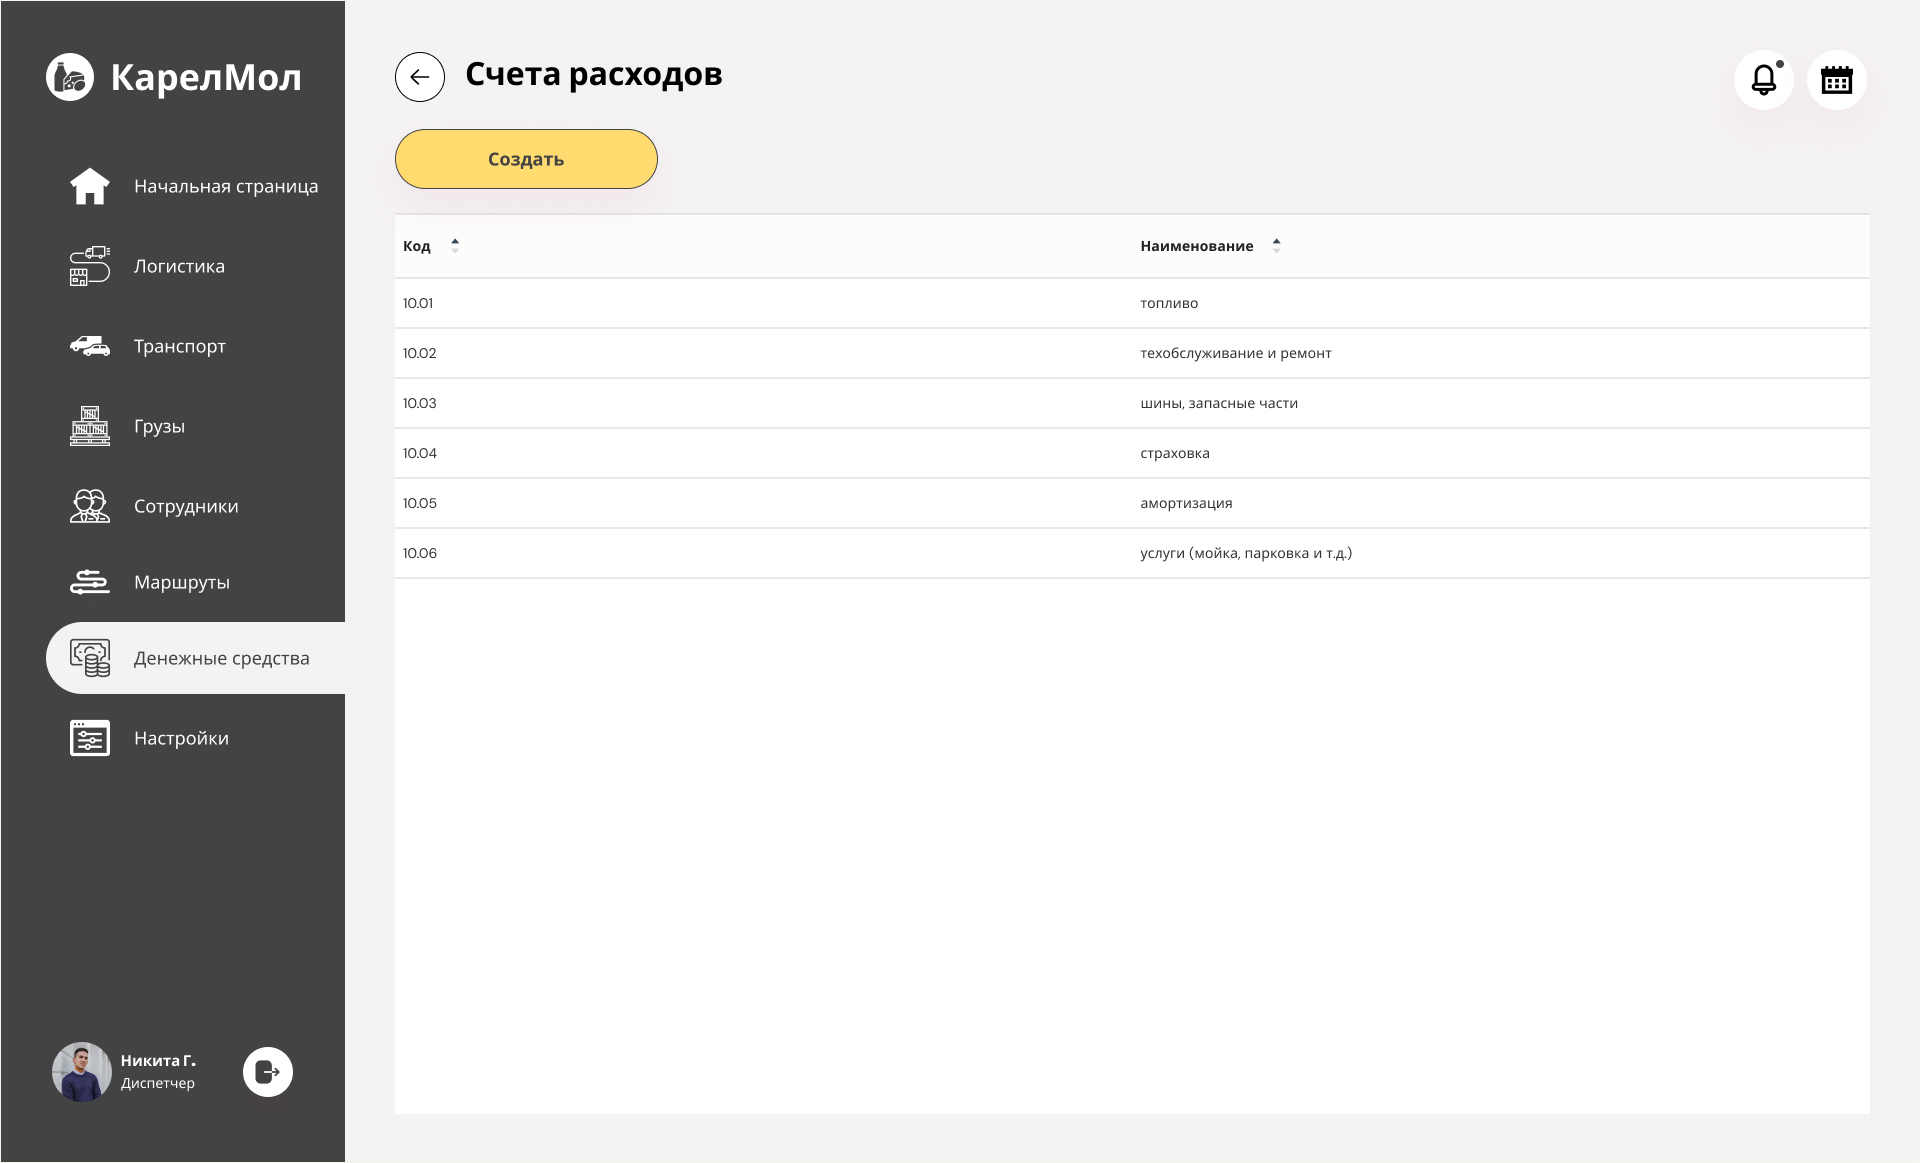 КарелМол
Начальная страница
Логистика
Транспорт
Грузы
Сотрудники
Маршруты
Денежные средства
Настройки
Никита Г.
Диспетчер
Счета расходов
Создать
Код Наименование
10.01 топливо
10.02 техобслуживание и ремонт
10.03 шины, запасные части
10.04 страховка
10.05 амортизация
10.06 услуги (мойка, парковка и т.д.)